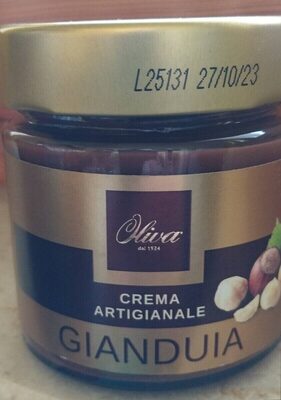 L25131 27/10/23
Oliva
dal 1924
CREMA
ARTIGIANALE
GIANDUIA